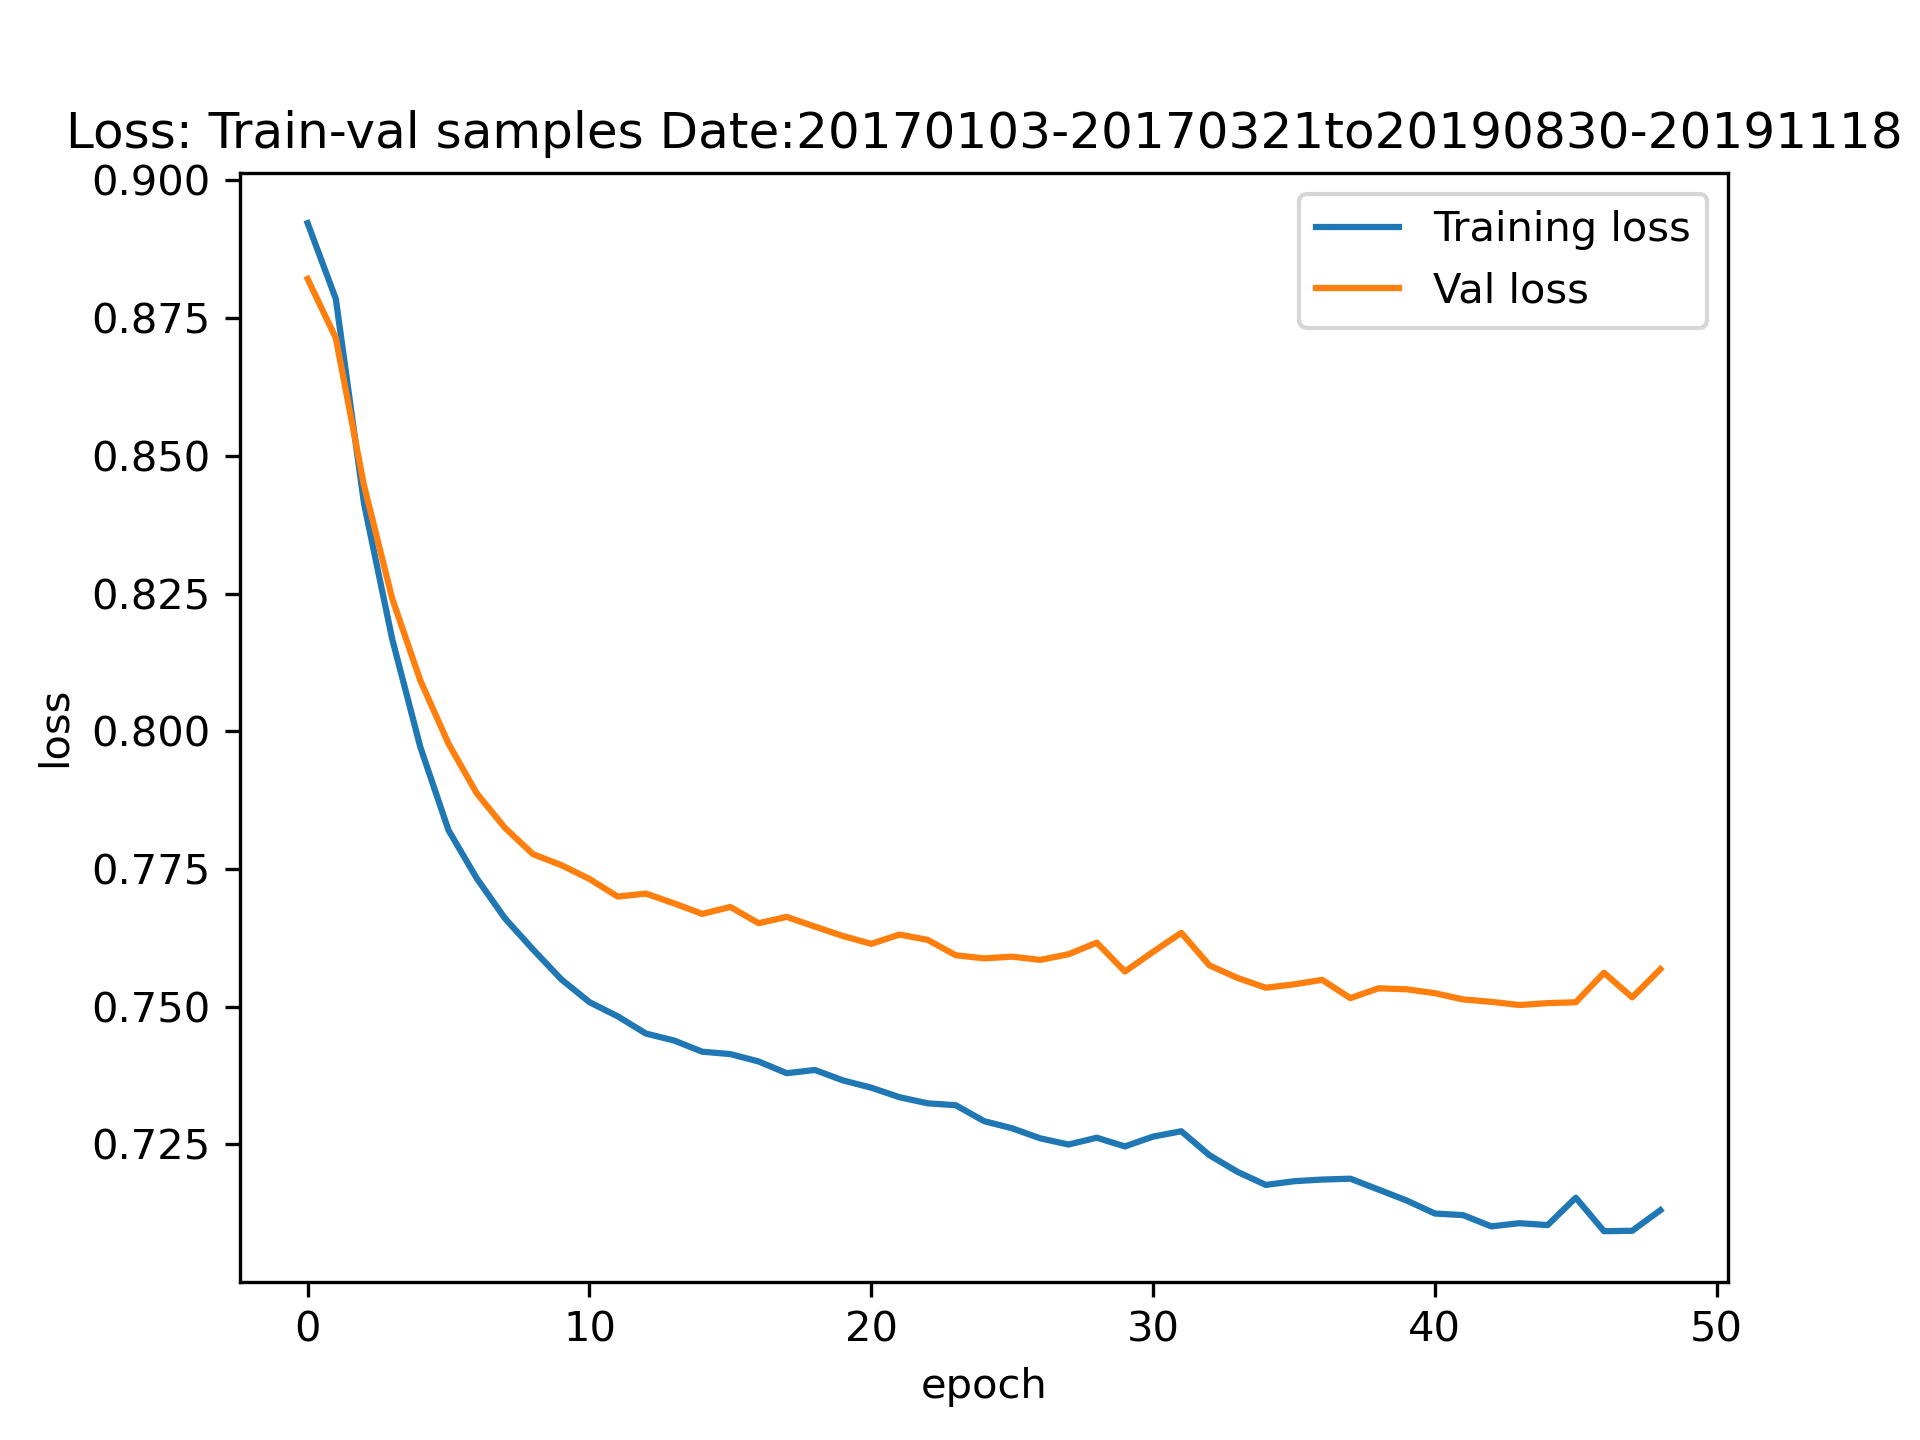 Loss: Train-val samples Date:20170103-20170321to20190830-20191118
Training loss
Val loss
0.900
0.875
0.850
0.825
0.800
0.775
0.750
0.725
loss
0 10 20 30 40 50
epoch